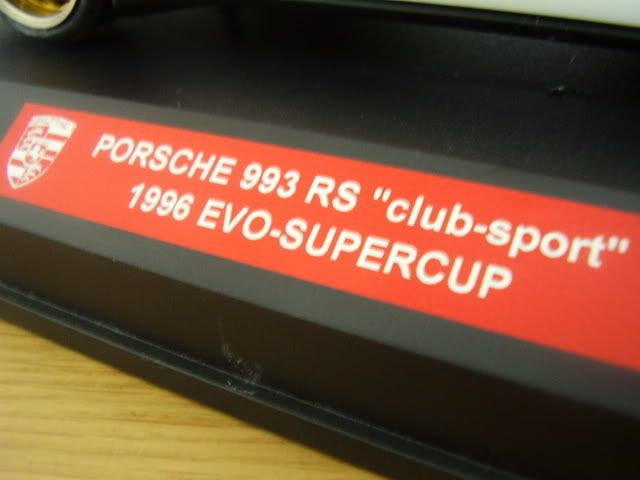 PORSCHE 993 RS "club-sport"
1996 EVO-SUPERCUP